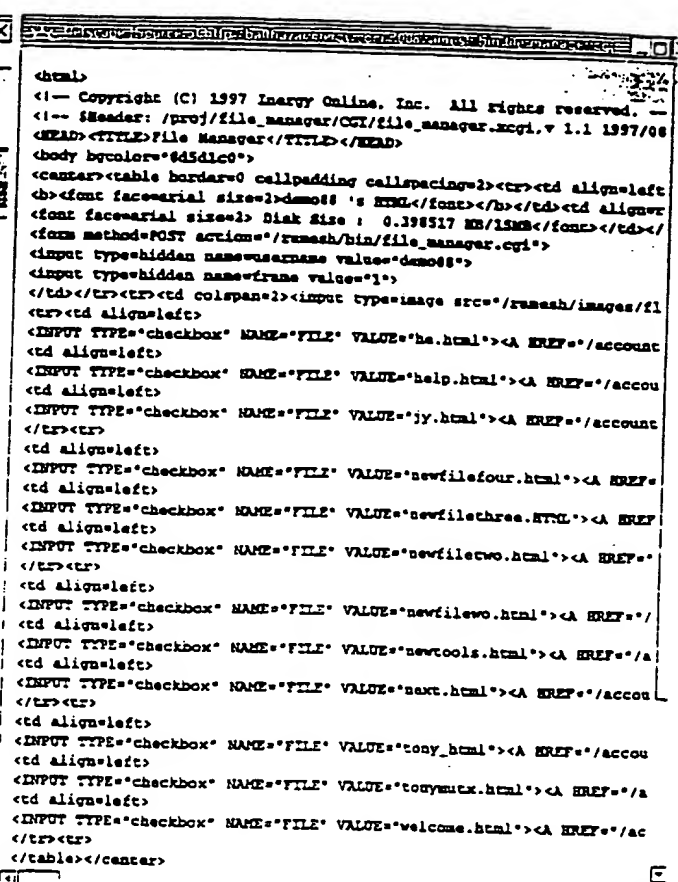 <html>
<!-- Copyright (C) 1997 Inergy Online, Inc. All rights reserved. --
<!-- $Header: /proj/file_manager/CGI/file_manager.xcgi,v 1.1 1997/08
<HEAD><TITLE>File Manager</TITLE></HEAD>
<body bgcolor="#d5d1c0">
<center><table border=0 cellpadding cellspacing=2><tr><td align=left
<b><font face=arial size=2>demo88 's HTML</font></b></td><td align=r
<font face=arial size=2> Disk Size : 0.398517 MB/15MB</font></td></
<form method=POST action="/ramesh/bin/file_manager.cgi">
<input type=hidden name=username value="demo88">
<input type=hidden name=frame value="1">
</td></tr><tr><td colspan=2><input type=image src="/ramesh/images/fl
<tr><td align=left>
<INPUT TYPE="checkbox" NAME="FILE" VALUE="he.html"><A HREF="/account
<td align=left>
<INPUT TYPE="checkbox" NAME="FILE" VALUE="help.html"><A HREF="/accou
<td align=left>
<INPUT TYPE="checkbox" NAME="FILE" VALUE="jy.html"><A HREF="/account
</tr><tr>
<td align=left>
<INPUT TYPE="checkbox" NAME="FILE" VALUE="newfilefour.html"><A HREF=
<td align=left>
<INPUT TYPE="checkbox" NAME="FILE" VALUE="newfilethree.HTML"><A HREF
<td align=left>
<INPUT TYPE="checkbox" NAME="FILE" VALUE="newfiletwo.html"><A HREF="
</tr><tr>
<td align=left>
<INPUT TYPE="checkbox" NAME="FILE" VALUE="newfilewo.html"><A HREF="/
<td align=left>
<INPUT TYPE="checkbox" NAME="FILE" VALUE="newtools.html"><A HREF="/a
<td align=left>
<INPUT TYPE="checkbox" NAME="FILE" VALUE="next.html"><A HREF="/accou
</tr><tr>
<td align=left>
<INPUT TYPE="checkbox" NAME="FILE" VALUE="tony_html"><A HREF="/accou
<td align=left>
<INPUT TYPE="checkbox" NAME="FILE" VALUE="tonymutx.html"><A HREF="/a
<td align=left>
<INPUT TYPE="checkbox" NAME="FILE" VALUE="welcome.html"><A HREF="/ac
</tr><tr>
</table></center>